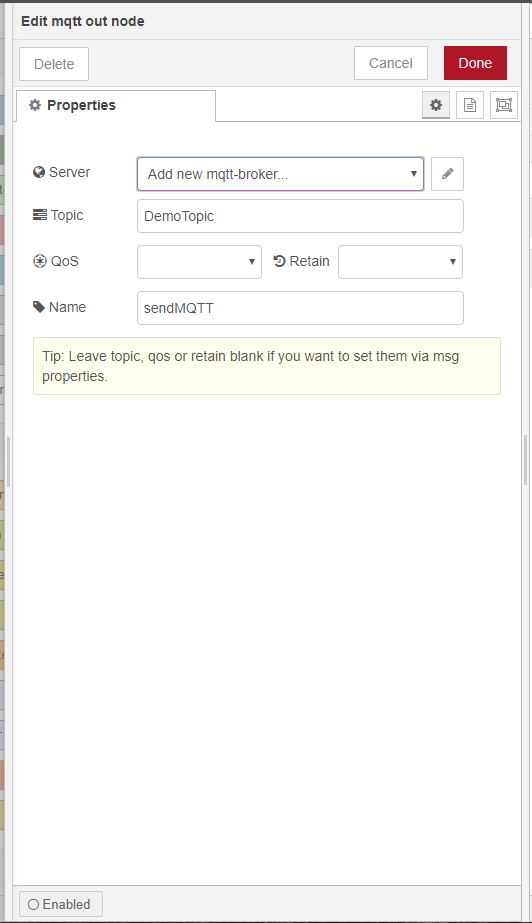 Edit mqtt out node
Delete
Cancel
Done
Properties
Server
Add new mqtt-broker...
Topic
DemoTopic
QoS
Retain
Name
sendMQTT
Tip: Leave topic, qos or retain blank if you want to set them via msg
properties.
Enabled